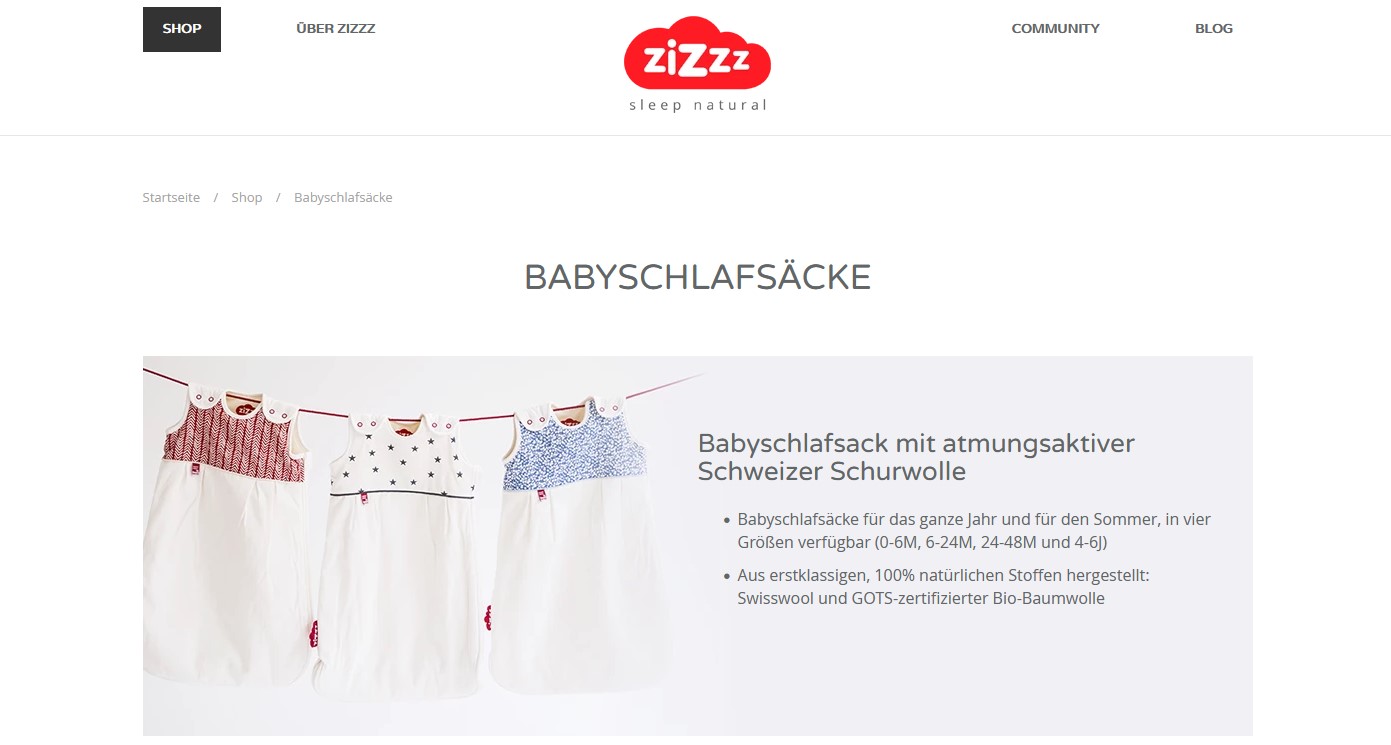 SHOP
ÜBER ZIZZZ
ziZzz
sleep natural
COMMUNITY
BLOG
Startseite / Shop / Babyschlafsäcke
BABYSCHLAFSÄCKE
Babyschlafsack mit atmungsaktiver
Schweizer Schurwolle
• Babyschlafsäcke für das ganze Jahr und für den Sommer, in vier
Größen verfügbar (0-6M, 6-24M, 24-48M und 4-6J)
• Aus erstklassigen, 100% natürlichen Stoffen hergestellt:
Swisswool und GOTS-zertifizierter Bio-Baumwolle